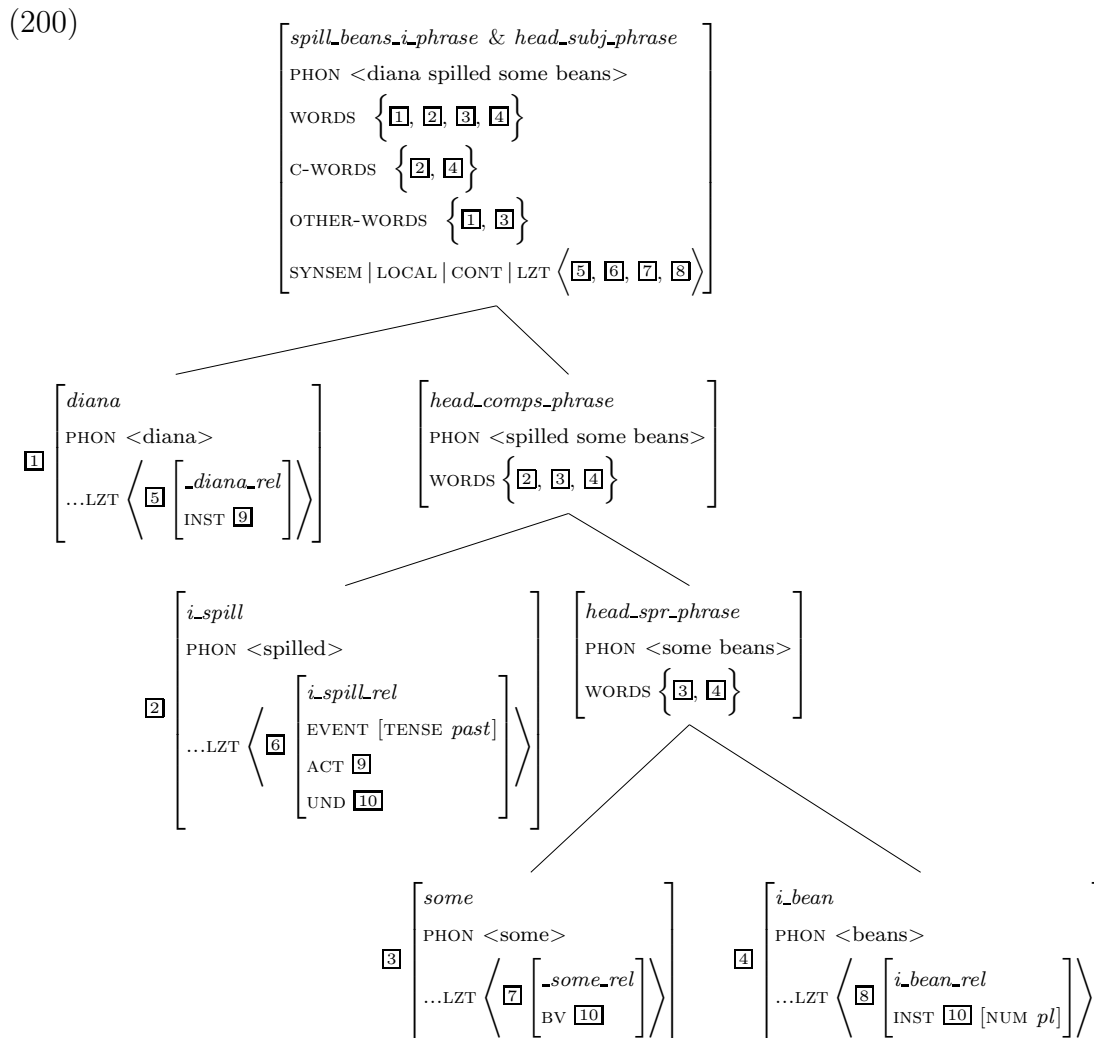 (200)
spill_beans_i_phrase & head_subj_phrase
PHON <diana spilled some beans>
WORDS {1, 2, 3, 4}
C-WORDS {2, 4}
OTHER-WORDS {1, 3}
SYNSEM | LOCAL | CONT | LZT ⟨5, 6, 7, 8⟩
1
diana
PHON <diana>
...LZT ⟨5 [_diana_rel
INST 9]⟩
head_comps_phrase
PHON <spilled some beans>
WORDS {2, 3, 4}
2
i_spill
PHON <spilled>
...LZT ⟨6 [i_spill_rel
EVENT [TENSE past]
ACT 9
UND 10]⟩
head_spr_phrase
PHON <some beans>
WORDS {3, 4}
3
some
PHON <some>
...LZT ⟨7 [_some_rel
BV 10]⟩
4
i_bean
PHON <beans>
...LZT ⟨8 [i_bean_rel
INST 10 [NUM pl]]⟩